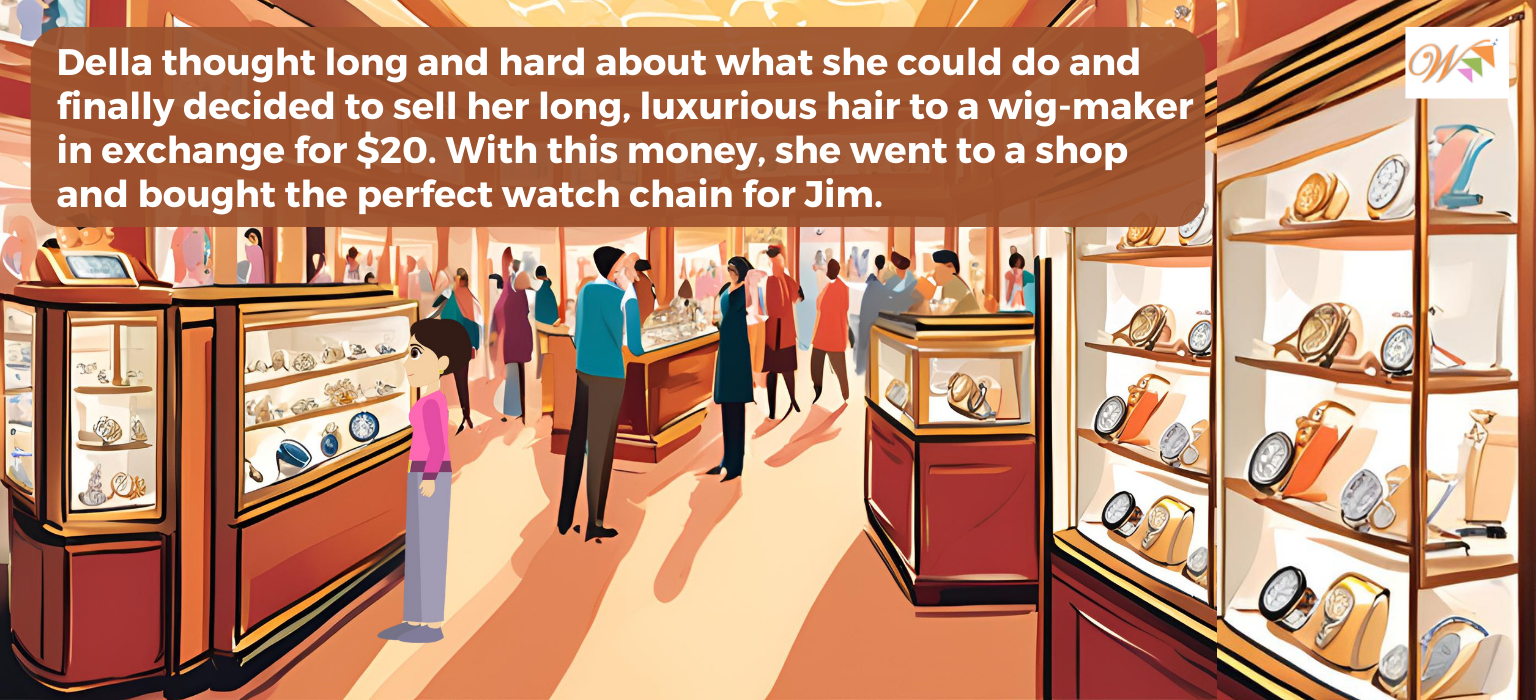 Della thought long and hard about what she could do and
finally decided to sell her long, luxurious hair to a wig-maker
in exchange for $20. With this money, she went to a shop
and bought the perfect watch chain for Jim.
W